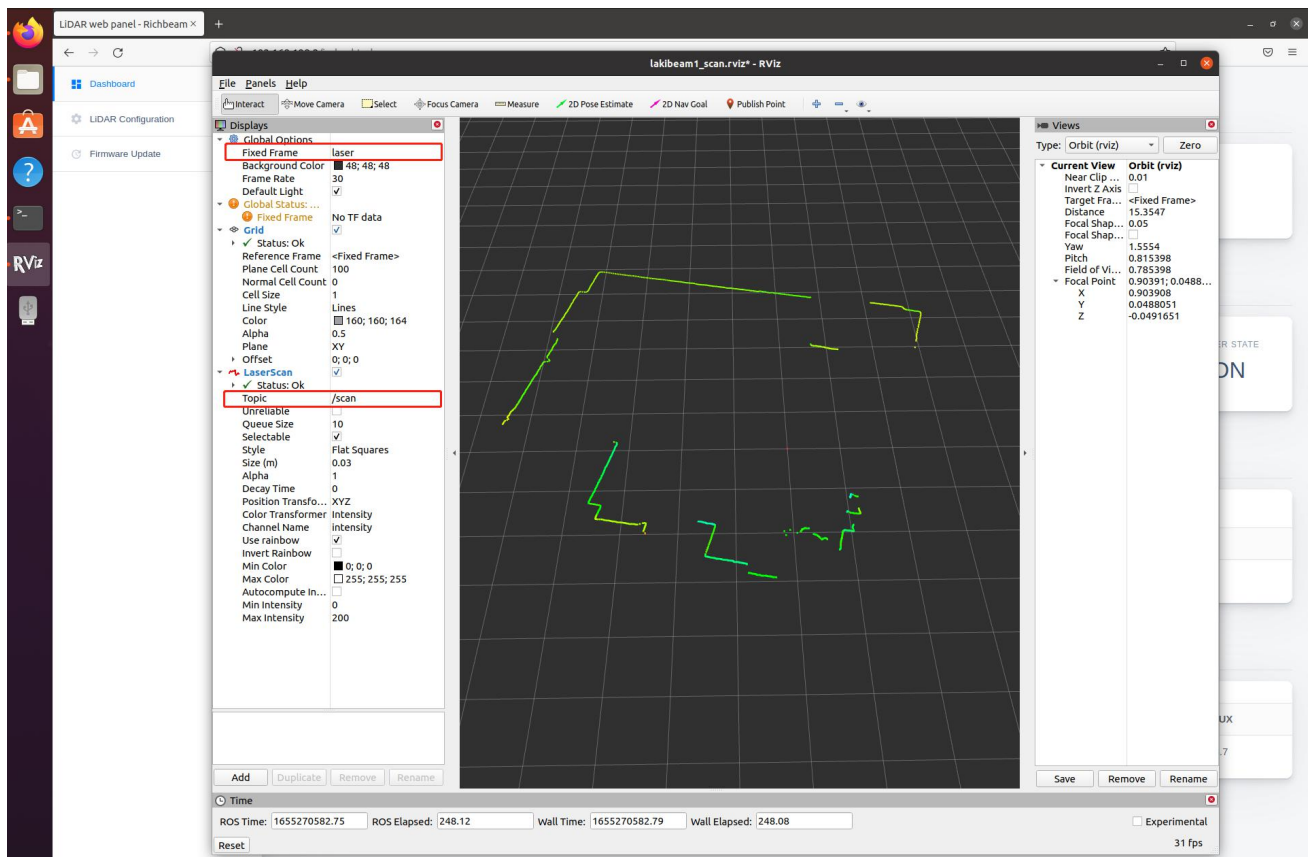 LiDAR web panel - Richbeam ×
+
Dashboard
LiDAR Configuration
Firmware Update
lakibeam1_scan.rviz* - RViz
File Panels Help
Interact Move Camera Select Focus Camera Measure 2D Pose Estimate 2D Nav Goal Publish Point
Displays
Global Options
Fixed Frame laser
Background Color 48; 48; 48
Frame Rate 30
Default Light ✓
Global Status: ...
Fixed Frame No TF data
Grid ✓
✓ Status: Ok
Reference Frame <Fixed Frame>
Plane Cell Count 100
Normal Cell Count 0
Cell Size 1
Line Style Lines
Color 160; 160; 164
Alpha 0.5
Plane XY
Offset 0; 0; 0
LaserScan ✓
✓ Status: Ok
Topic /scan
Unreliable
Queue Size 10
Selectable ✓
Style Flat Squares
Size (m) 0.03
Alpha 1
Decay Time 0
Position Transfo... XYZ
Color Transformer Intensity
Channel Name intensity
Use rainbow ✓
Invert Rainbow
Min Color 0; 0; 0
Max Color 255; 255; 255
Autocompute In...
Min Intensity 0
Max Intensity 200
Add Duplicate Remove Rename
Views
Type: Orbit (rviz) Zero
Current View Orbit (rviz)
Near Clip ... 0.01
Invert Z Axis
Target Fra... <Fixed Frame>
Distance 15.3547
Focal Shap... 0.05
Focal Shap...
Yaw 1.5554
Pitch 0.815398
Field of Vi... 0.785398
Focal Point 0.90391; 0.0488...
X 0.903908
Y 0.0488051
Z -0.0491651
Save Remove Rename
Time
ROS Time: 1655270582.75 ROS Elapsed: 248.12 Wall Time: 1655270582.79 Wall Elapsed: 248.08 Experimental
Reset 31 fps
RViz
ER STATE
ON
UX
.7